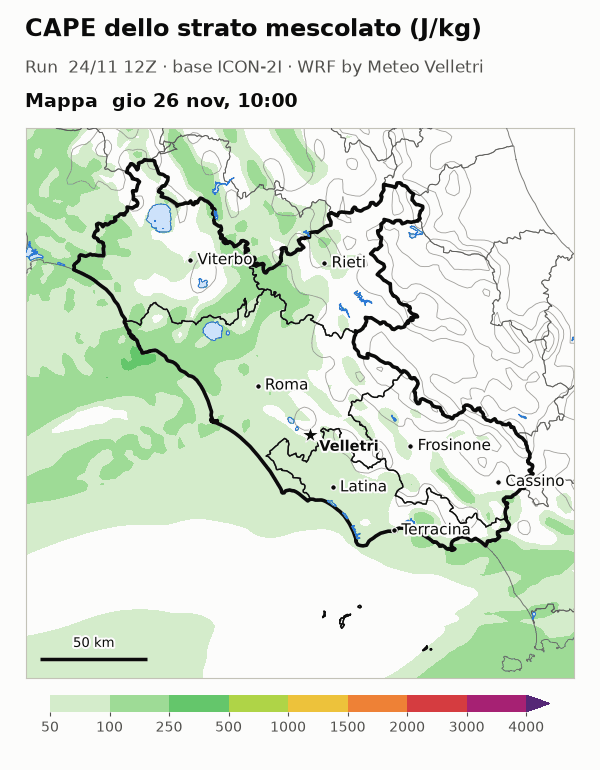 CAPE dello strato mescolato (J/kg)
Run  24/11 12Z · base ICON-2I · WRF by Meteo Velletri
Mappa  gio 26 nov, 10:00
Viterbo
Rieti
Roma
Velletri
Frosinone
Latina
Cassino
Terracina
50 km
50 100 250 500 1000 1500 2000 3000 4000